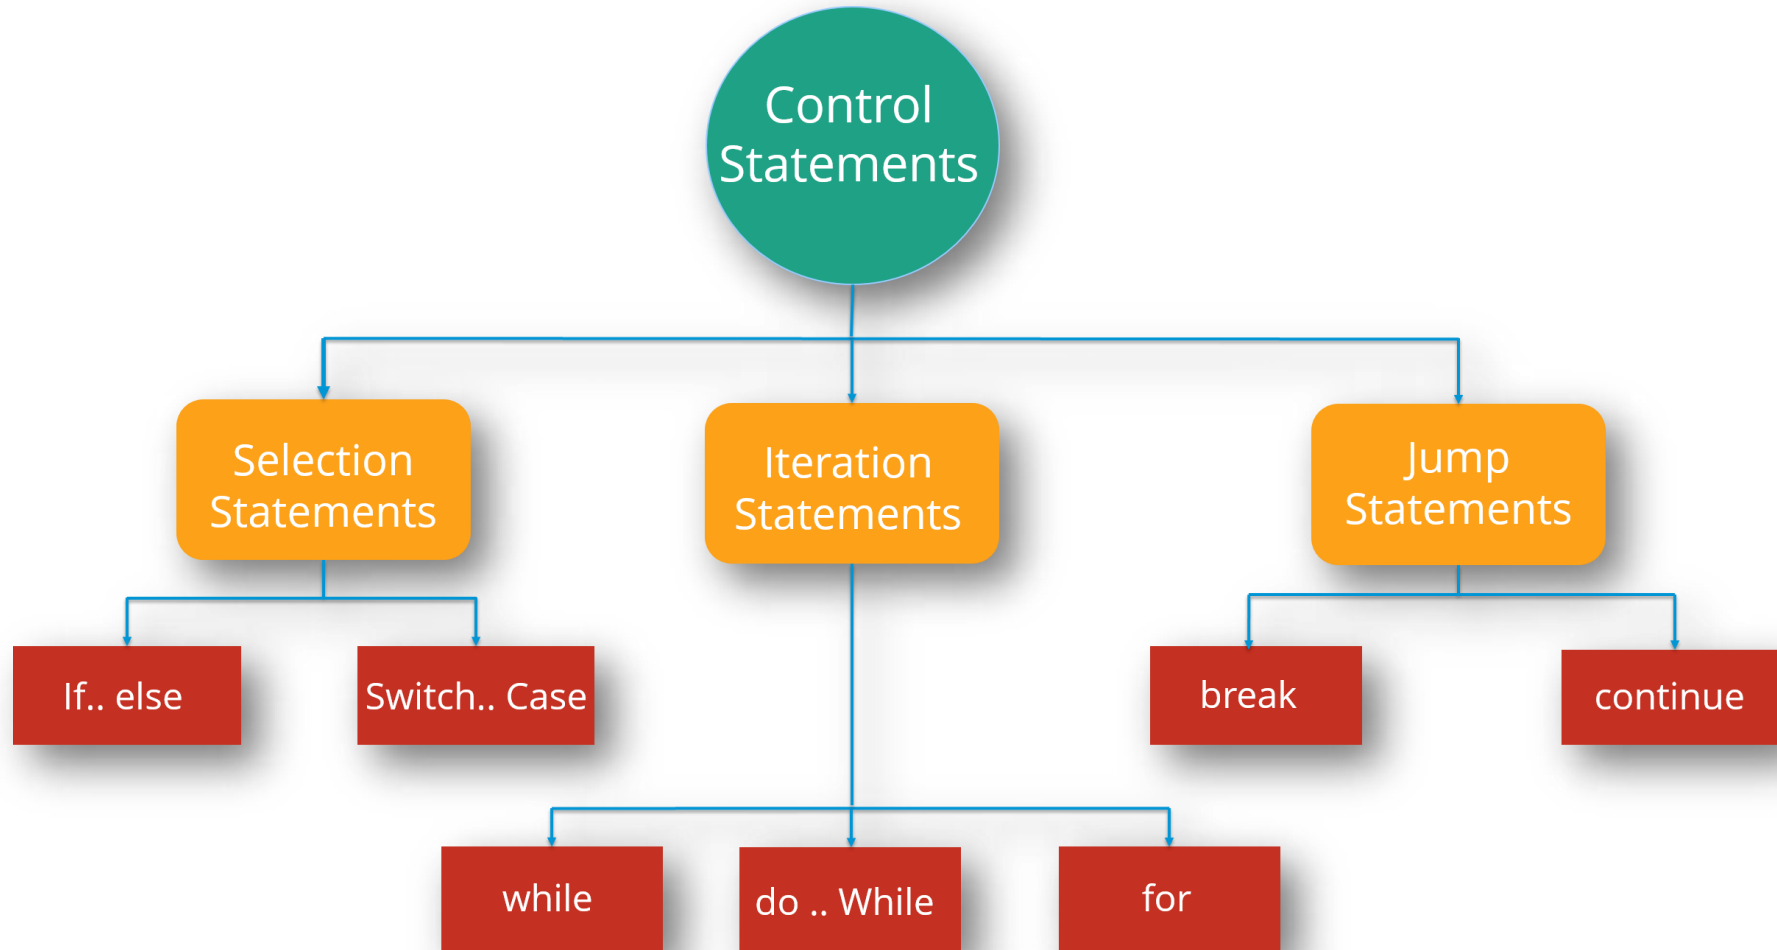 Control
Statements
Selection
Statements
Iteration
Statements
Jump
Statements
If.. else
Switch.. Case
break
continue
while
do .. While
for